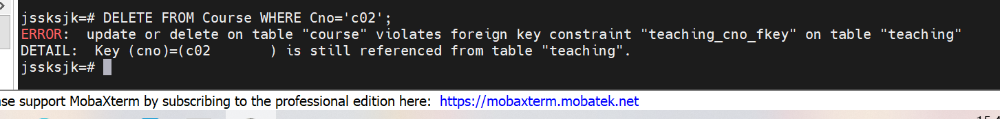 jssksjk=# DELETE FROM Course WHERE Cno='c02';
ERROR:  update or delete on table "course" violates foreign key constraint "teaching_cno_fkey" on table "teaching"
DETAIL:  Key (cno)=(c02       ) is still referenced from table "teaching".
jssksjk=#
se support MobaXterm by subscribing to the professional edition here:  https://mobaxterm.mobatek.net